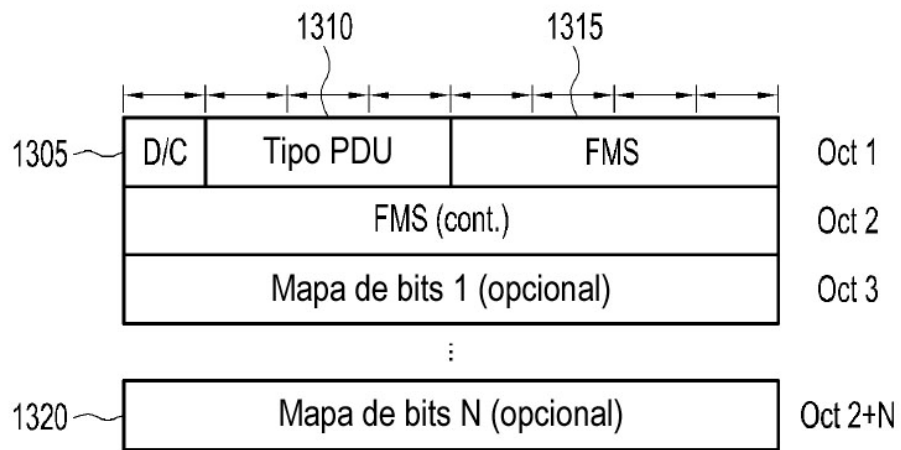 1310 1315
1305 D/C Tipo PDU FMS Oct 1
FMS (cont.) Oct 2
Mapa de bits 1 (opcional) Oct 3
⋮
1320 Mapa de bits N (opcional) Oct 2+N